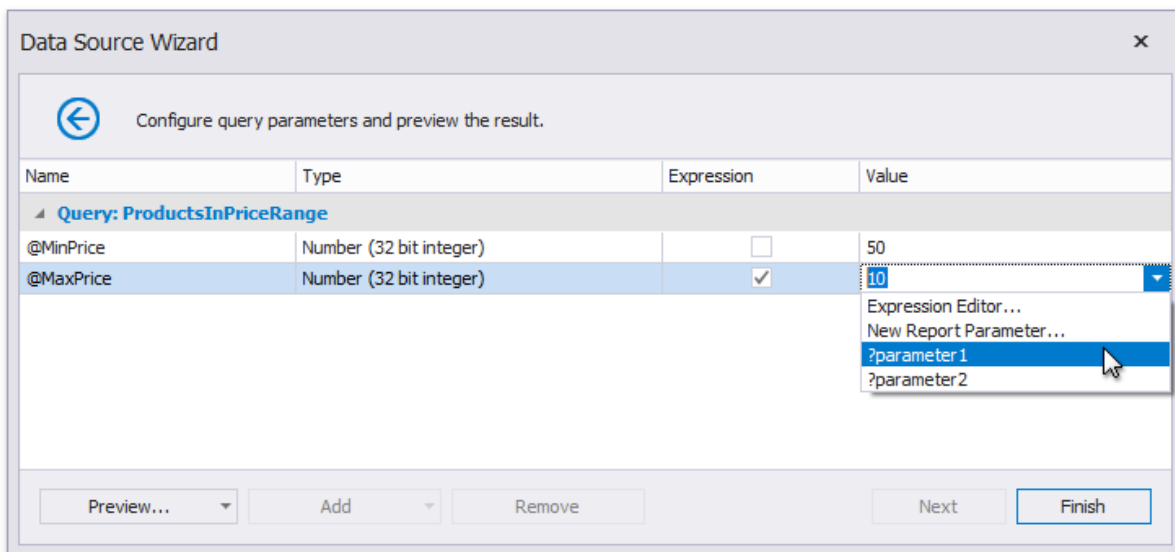 Data Source Wizard
Configure query parameters and preview the result.
Name Type Expression Value
Query: ProductsInPriceRange
@MinPrice Number (32 bit integer) 50
@MaxPrice Number (32 bit integer) 10
Expression Editor...
New Report Parameter...
?parameter1
?parameter2
Preview... Add Remove Next Finish